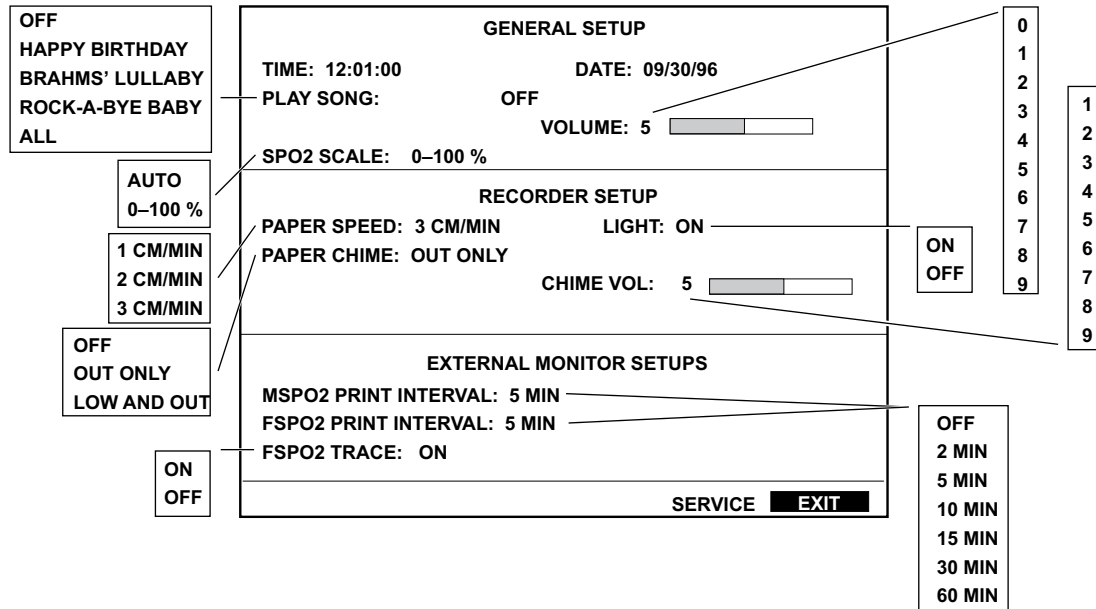 OFF
HAPPY BIRTHDAY
BRAHMS’ LULLABY
ROCK-A-BYE BABY
ALL
AUTO
0–100 %
1 CM/MIN
2 CM/MIN
3 CM/MIN
OFF
OUT ONLY
LOW AND OUT
ON
OFF
GENERAL SETUP
TIME: 12:01:00 DATE: 09/30/96
PLAY SONG: OFF
VOLUME: 5
SPO2 SCALE: 0–100 %
RECORDER SETUP
PAPER SPEED: 3 CM/MIN LIGHT: ON
PAPER CHIME: OUT ONLY
CHIME VOL: 5
EXTERNAL MONITOR SETUPS
MSPO2 PRINT INTERVAL: 5 MIN
FSPO2 PRINT INTERVAL: 5 MIN
FSPO2 TRACE: ON
SERVICE EXIT
0
1
2
3
4
5
6
7
8
9
1
2
3
4
5
6
7
8
9
ON
OFF
OFF
2 MIN
5 MIN
10 MIN
15 MIN
30 MIN
60 MIN